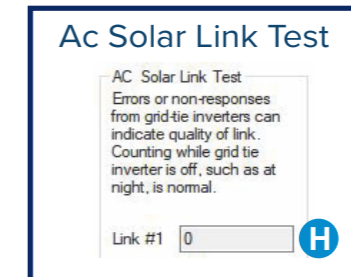 Ac Solar Link Test
AC Solar Link Test
Errors or non-responses
from grid-tie inverters can
indicate quality of link.
Counting while grid tie
inverter is off, such as at
night, is normal.
Link #1 0 H